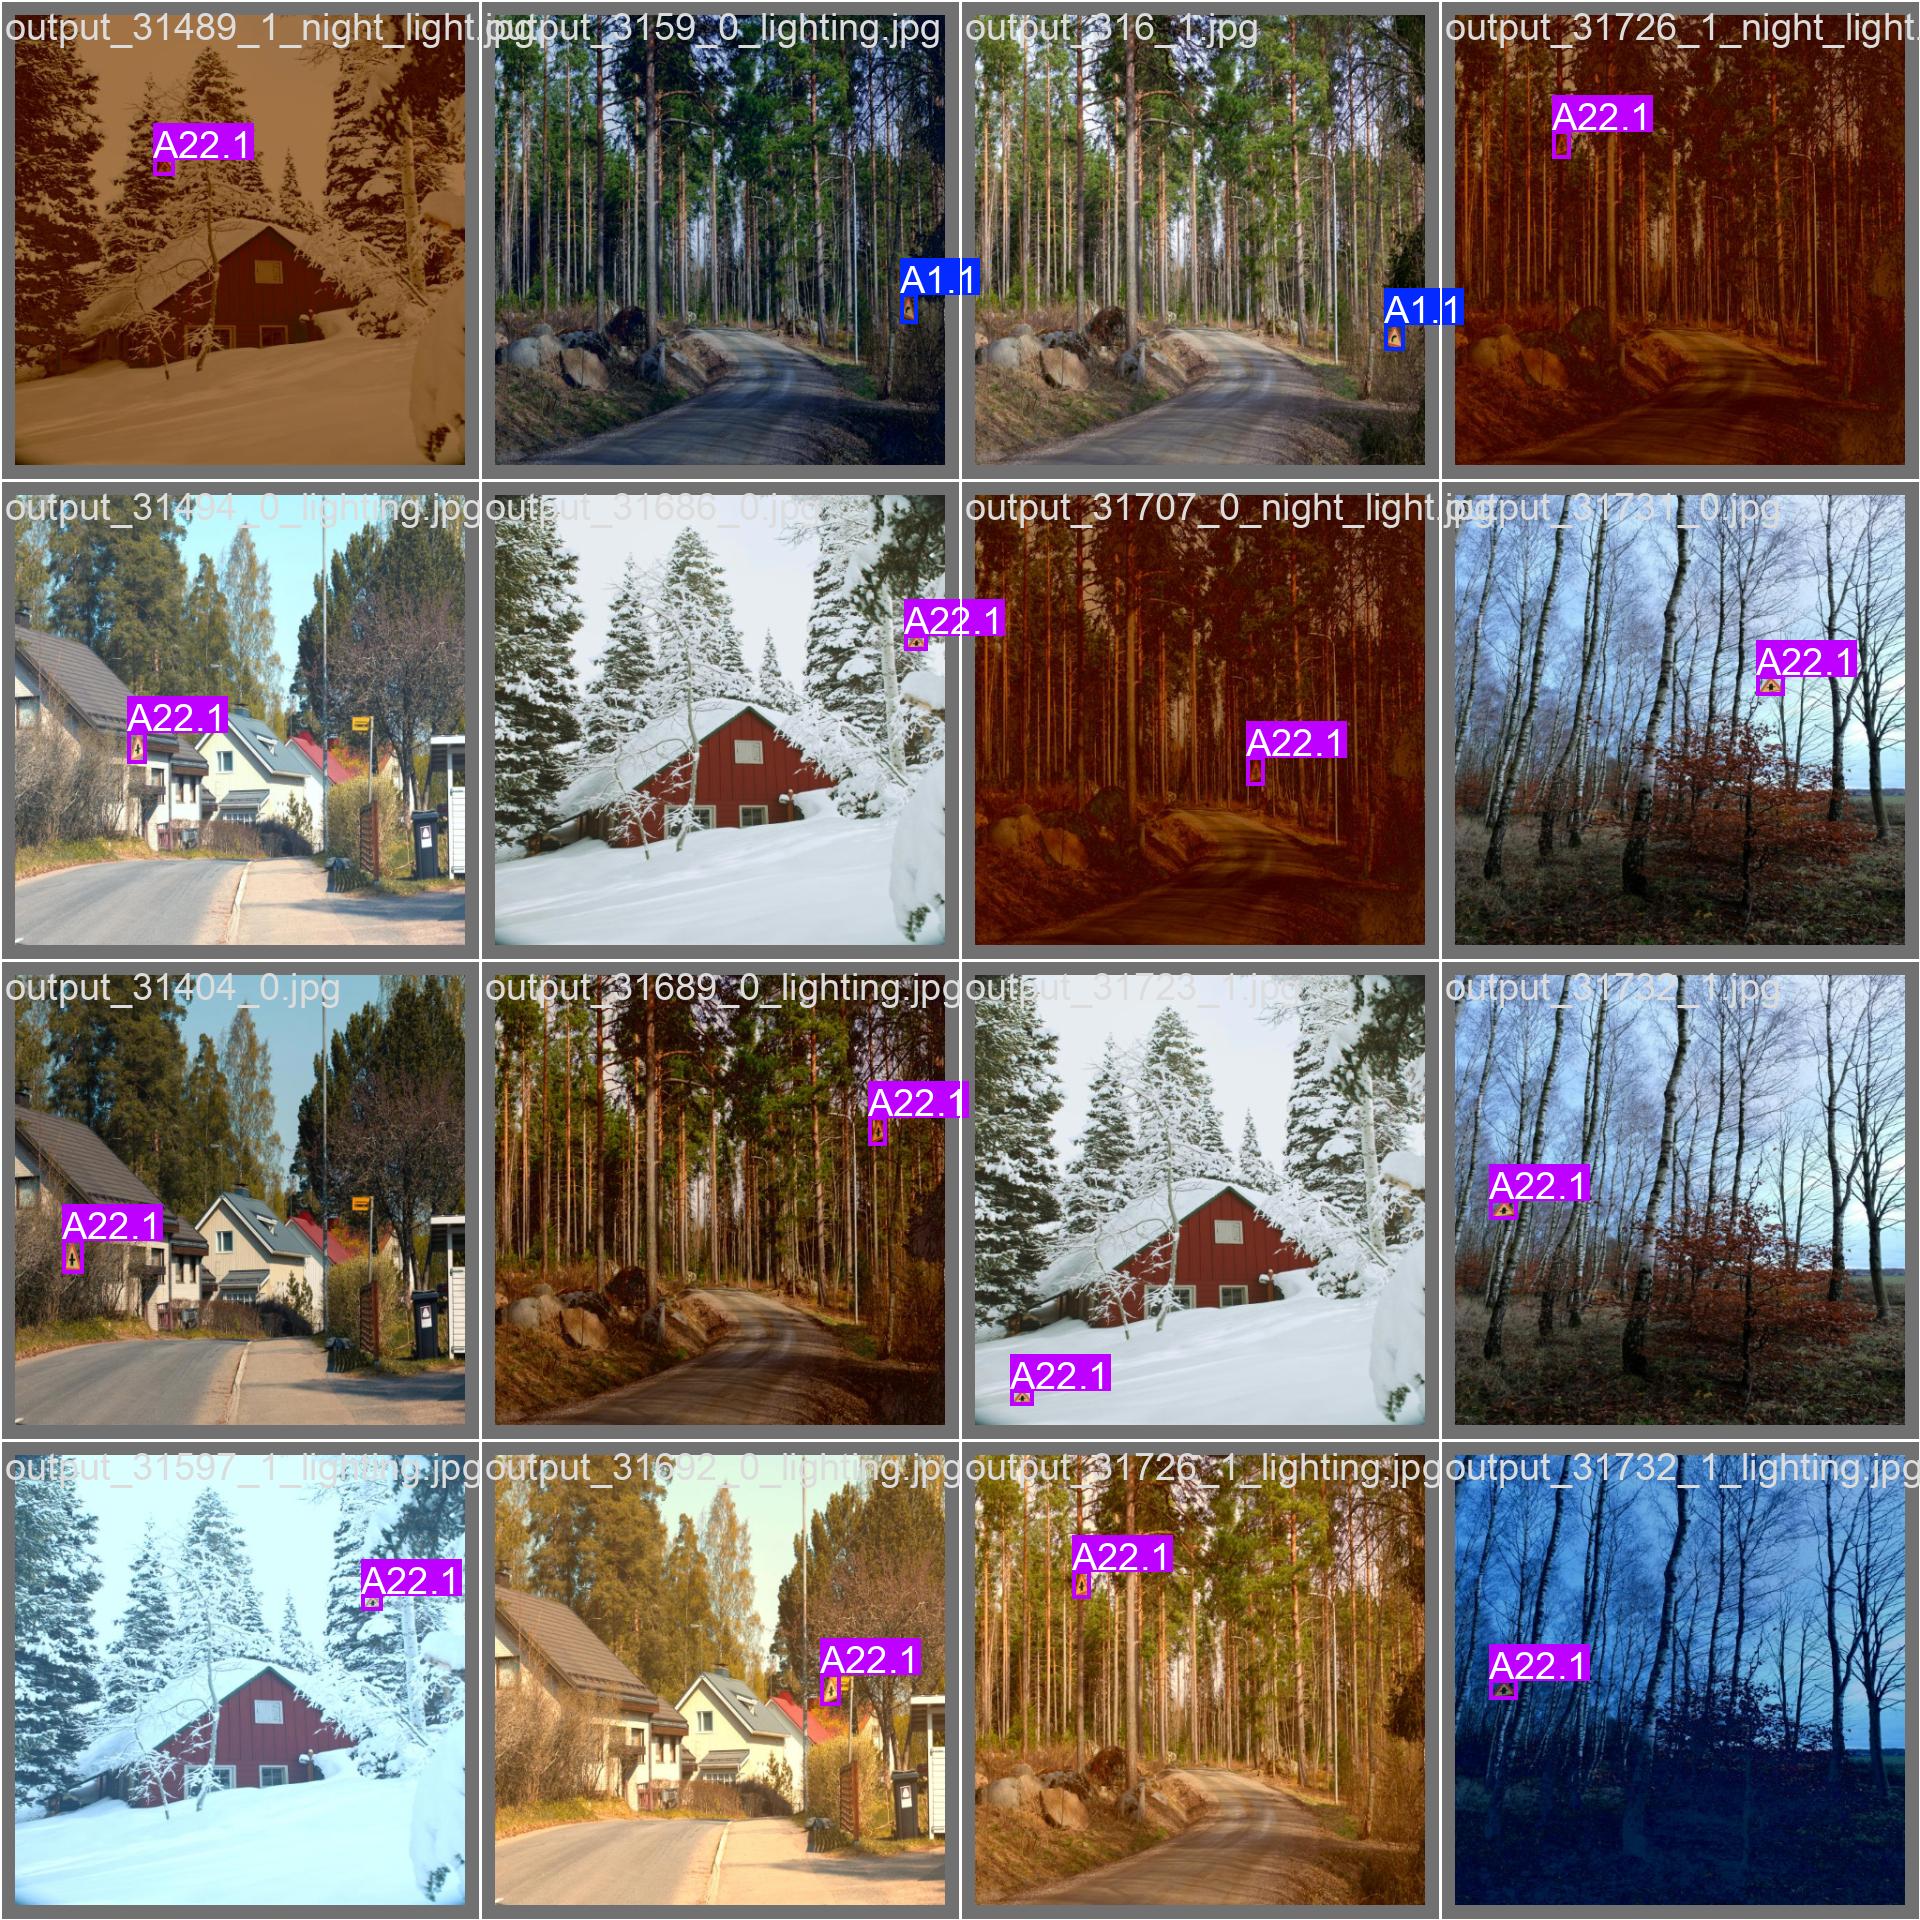 output_31489_1_night_light.jpg
output_3159_0_lighting.jpg
output_316_1.jpg
output_31726_1_night_light.
A22.1
A1.1
A1.1
A22.1
output_31494_0_lighting.jpg
output_31686_0.jpg
output_31707_0_night_light.jpg
output_31731_0.jpg
A22.1
A22.1
A22.1
A22.1
output_31404_0.jpg
output_31689_0_lighting.jpg
output_31723_1.jpg
output_31732_1.jpg
A22.1
A22.1
A22.1
A22.1
output_31597_1_lighting.jpg
output_31692_0_lighting.jpg
output_31726_1_lighting.jpg
output_31732_1_lighting.jpg
A22.1
A22.1
A22.1
A22.1